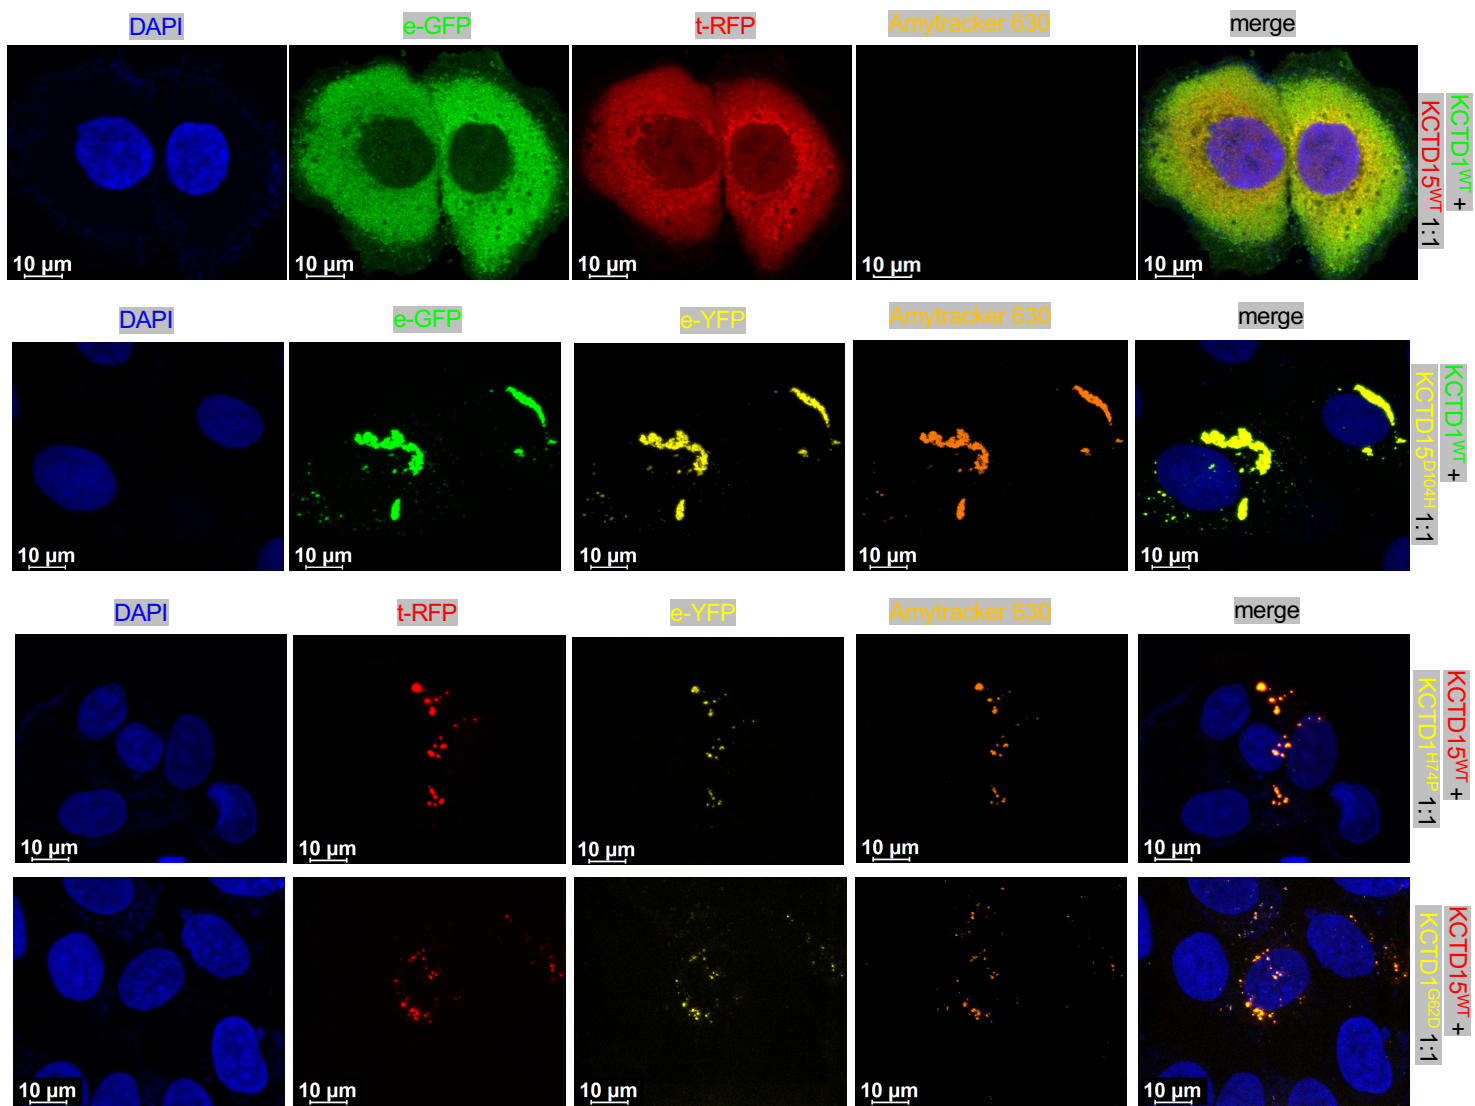 DAPI e-GFP t-RFP Amytracker 630 merge
10 µm 10 µm 10 µm 10 µm 10 µm
KCTD1WT +
KCTD15WT 1:1
DAPI e-GFP e-YFP Amytracker 630 merge
10 µm 10 µm 10 µm 10 µm 10 µm
KCTD1WT +
KCTD15D104H 1:1
DAPI t-RFP e-YFP Amytracker 630 merge
10 µm 10 µm 10 µm 10 µm 10 µm
KCTD15WT +
KCTD1H74P 1:1
10 µm 10 µm 10 µm 10 µm 10 µm
KCTD15WT +
KCTD1G62D 1:1